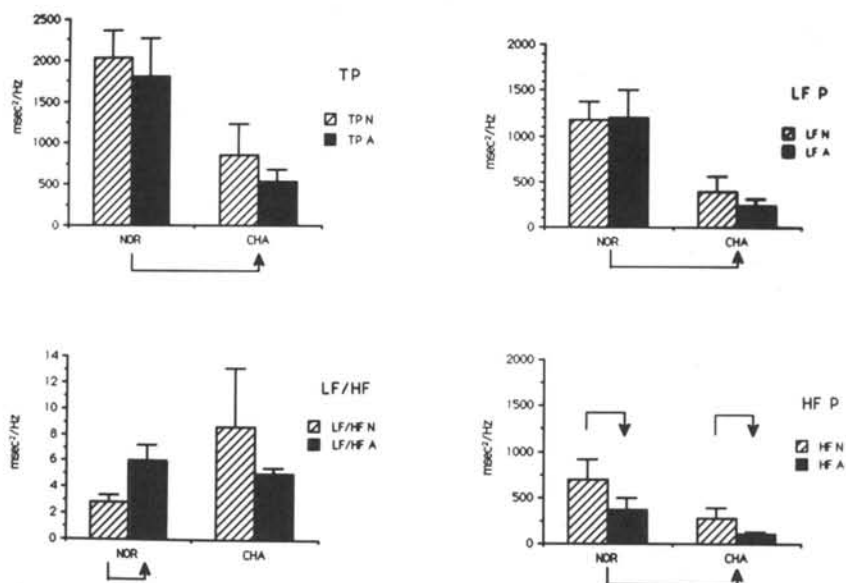 2500
2000
1500
1000
500
0
msec²/Hz
TP
TP N
TP A
NOR
CHA
2000
1500
1000
500
0
msec²/Hz
LF P
LF N
LF A
NOR
CHA
14
12
10
8
6
4
2
0
msec²/Hz
LF/HF
LF/HF N
LF/HF A
NOR
CHA
2000
1500
1000
500
0
msec²/Hz
HF P
HF N
HF A
NOR
CHA